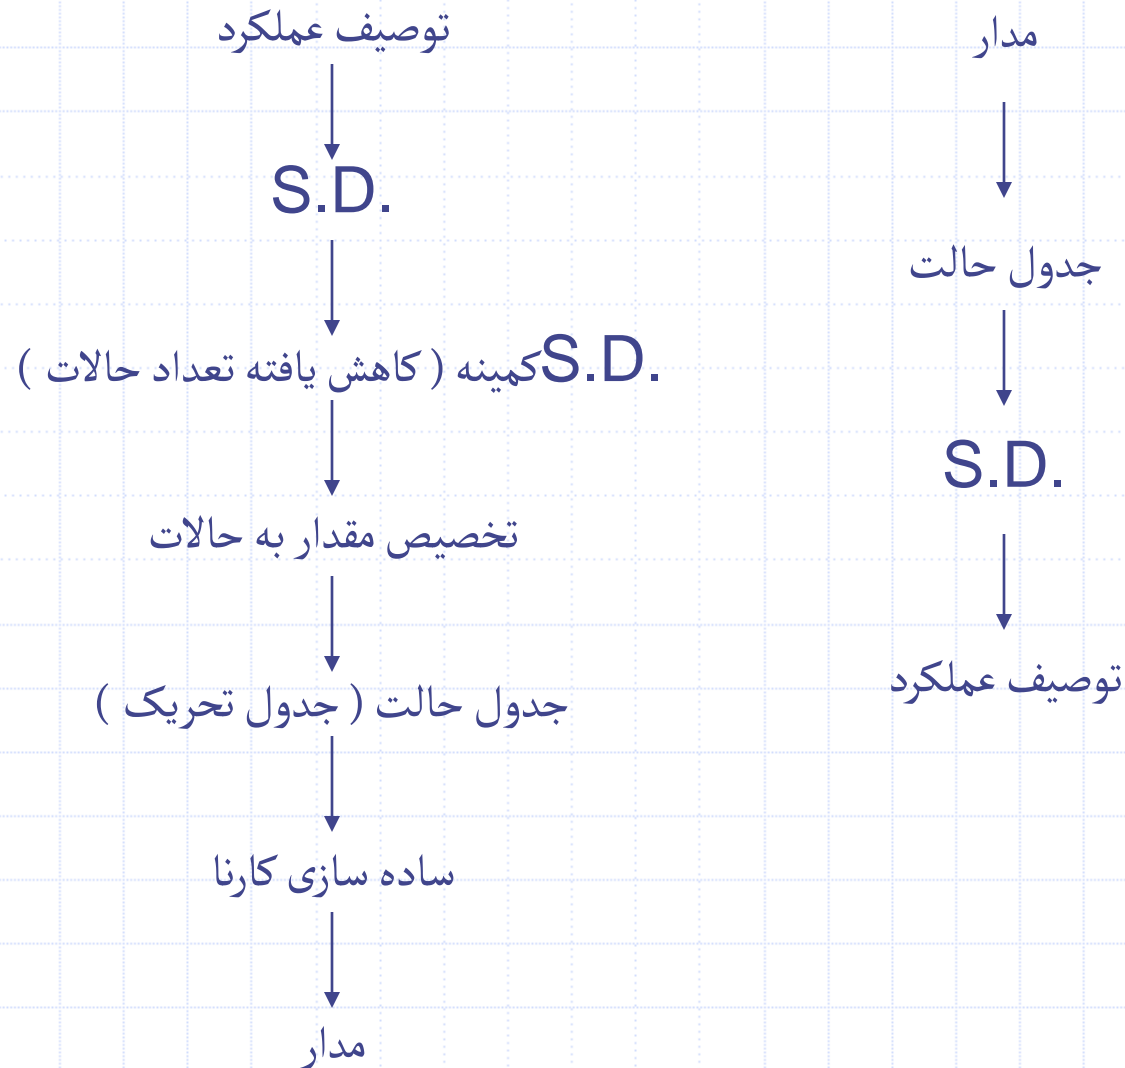 مدار
جدول حالت
S.D.
توصیف عملکرد
توصیف عملکرد
S.D.
S.D. کمینه ( کاهش یافته تعداد حالات )
تخصیص مقدار به حالات
جدول حالت ( جدول تحریک )
ساده سازی کارنا
مدار